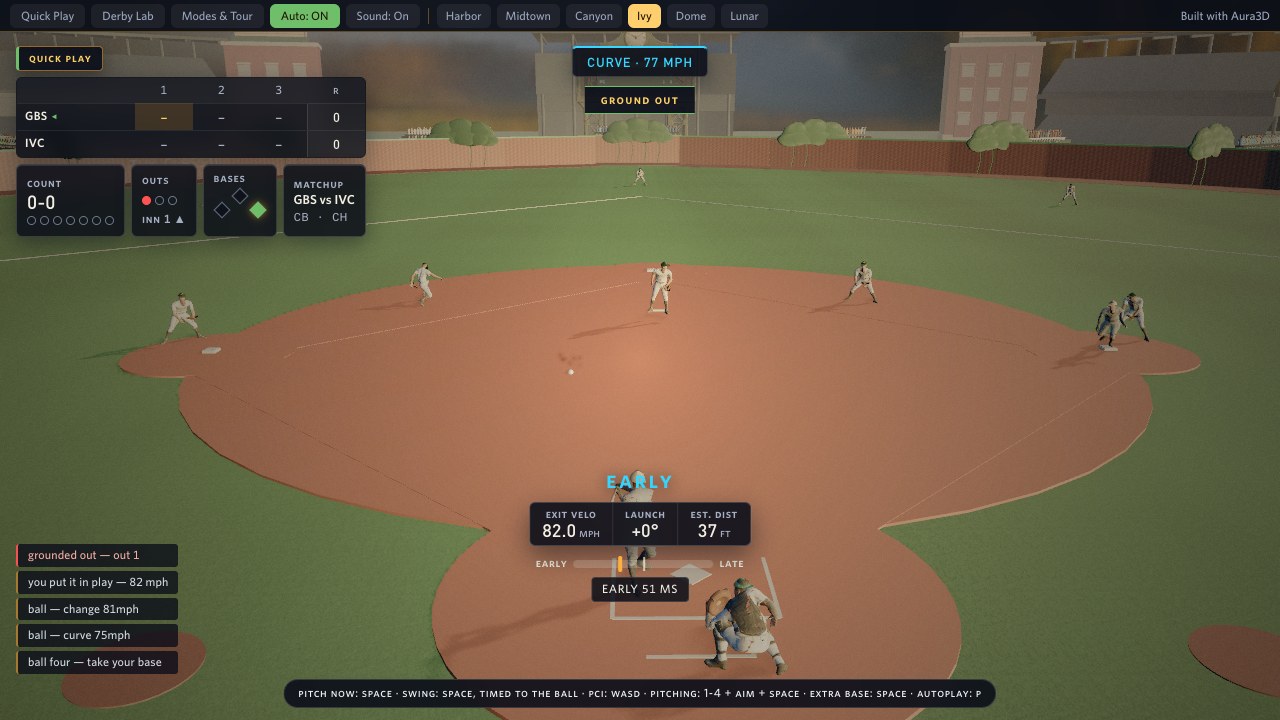 Quick Play Derby Lab Modes & Tour Auto: ON Sound: On Harbor Midtown Canyon Ivy Dome Lunar Built with Aura3D
QUICK PLAY
CURVE · 77 MPH
GROUND OUT
1 2 3 R
GBS ◂ – – – 0
IVC – – – 0
COUNT
0-0
OUTS
INN 1 ▲
BASES
MATCHUP
GBS vs IVC
CB · CH
EARLY
EXIT VELO LAUNCH EST. DIST
82.0 MPH +0° 37 FT
EARLY LATE
EARLY 51 MS
grounded out — out 1
you put it in play — 82 mph
ball — change 81mph
ball — curve 75mph
ball four — take your base
PITCH NOW: SPACE · SWING: SPACE, TIMED TO THE BALL · PCI: WASD · PITCHING: 1-4 + AIM + SPACE · EXTRA BASE: SPACE · AUTOPLAY: P